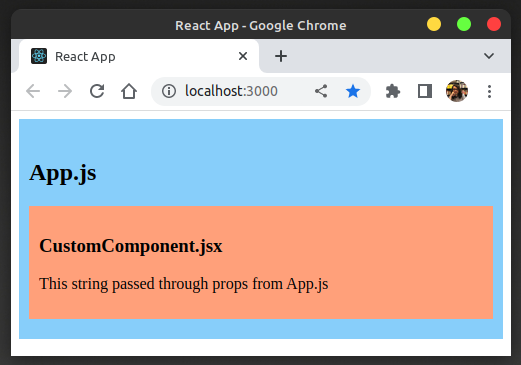 React App - Google Chrome
React App
localhost:3000
App.js
CustomComponent.jsx
This string passed through props from App.js